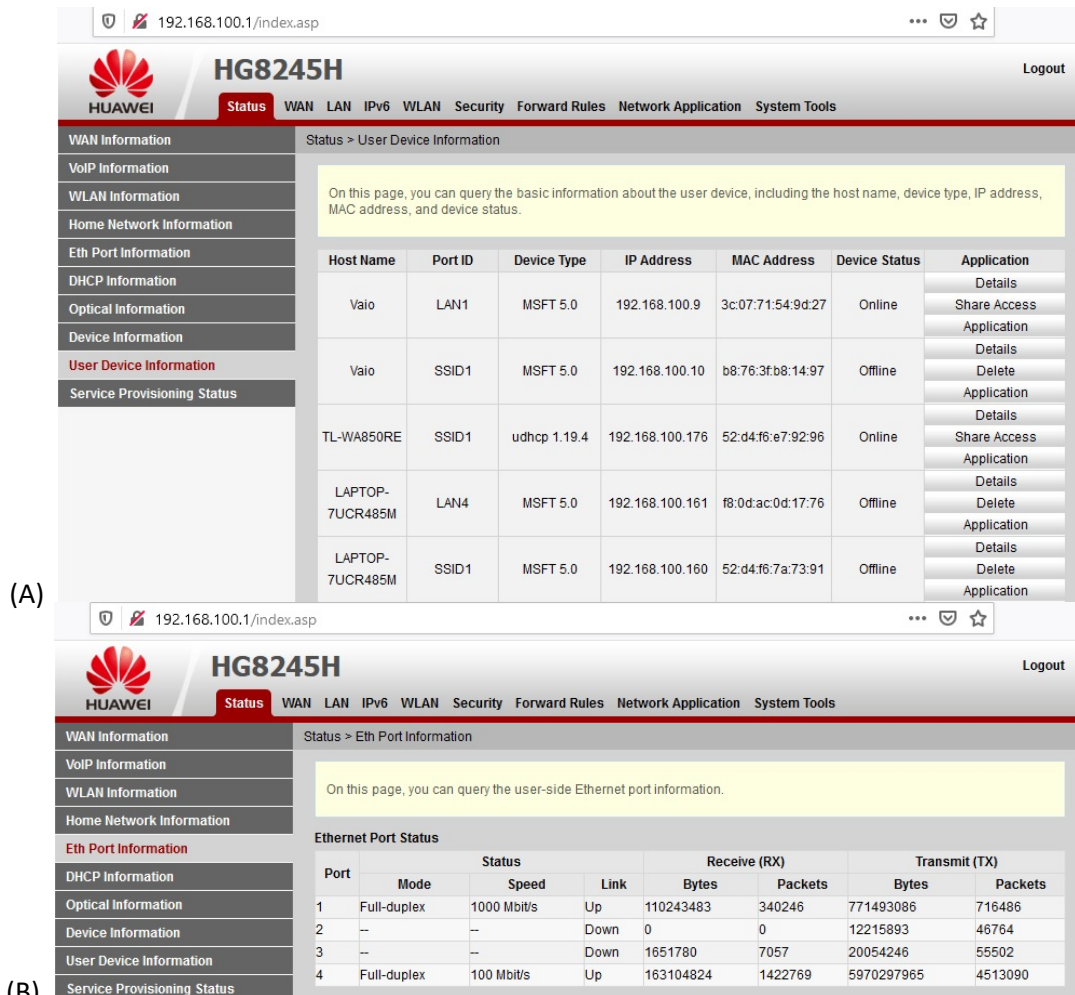 192.168.100.1/index.asp
HUAWEI
HG8245H
Logout
Status WAN LAN IPv6 WLAN Security Forward Rules Network Application System Tools
WAN Information
VoIP Information
WLAN Information
Home Network Information
Eth Port Information
DHCP Information
Optical Information
Device Information
User Device Information
Service Provisioning Status
Status > User Device Information
On this page, you can query the basic information about the user device, including the host name, device type, IP address,
MAC address, and device status.
Host Name Port ID Device Type IP Address MAC Address Device Status Application
Vaio LAN1 MSFT 5.0 192.168.100.9 3c:07:71:54:9d:27 Online Details
Share Access
Application
Vaio SSID1 MSFT 5.0 192.168.100.10 b8:76:3f:b8:14:97 Offline Details
Delete
Application
TL-WA850RE SSID1 udhcp 1.19.4 192.168.100.176 52:d4:f6:e7:92:96 Online Details
Share Access
Application
LAPTOP-
7UCR485M LAN4 MSFT 5.0 192.168.100.161 f8:0d:ac:0d:17:76 Offline Details
Delete
Application
LAPTOP-
7UCR485M SSID1 MSFT 5.0 192.168.100.160 52:d4:f6:7a:73:91 Offline Details
Delete
Application
(A)
192.168.100.1/index.asp
HUAWEI
HG8245H
Logout
Status WAN LAN IPv6 WLAN Security Forward Rules Network Application System Tools
WAN Information
VoIP Information
WLAN Information
Home Network Information
Eth Port Information
DHCP Information
Optical Information
Device Information
User Device Information
Service Provisioning Status
Status > Eth Port Information
On this page, you can query the user-side Ethernet port information.
Ethernet Port Status
Port Status Receive (RX) Transmit (TX)
Mode Speed Link Bytes Packets Bytes Packets
1 Full-duplex 1000 Mbit/s Up 110243483 340246 771493086 716486
2 -- -- Down 0 0 12215893 46764
3 -- -- Down 1651780 7057 20054246 55502
4 Full-duplex 100 Mbit/s Up 163104824 1422769 5970297965 4513090
(B)